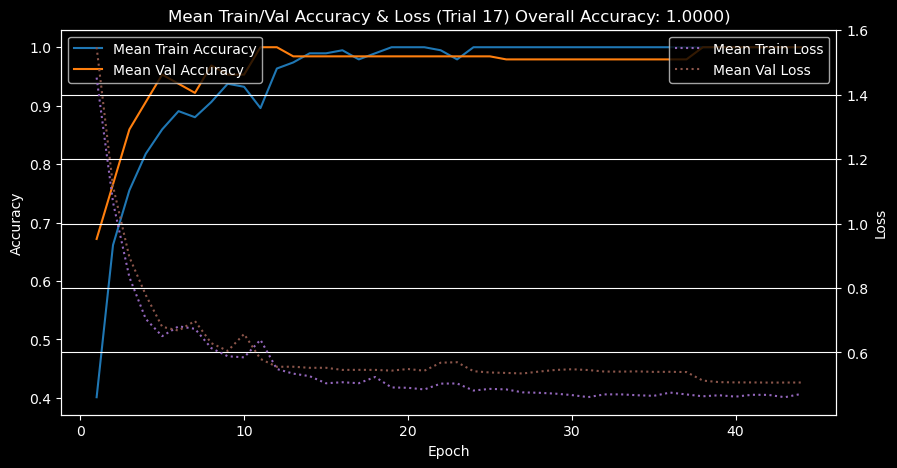 Mean Train/Val Accuracy & Loss (Trial 17) Overall Accuracy: 1.0000)
Mean Train Accuracy
Mean Val Accuracy
Mean Train Loss
Mean Val Loss
Accuracy
1.0
0.9
0.8
0.7
0.6
0.5
0.4
1.6
1.4
1.2
1.0
0.8
0.6
Loss
0
10
20
30
40
Epoch